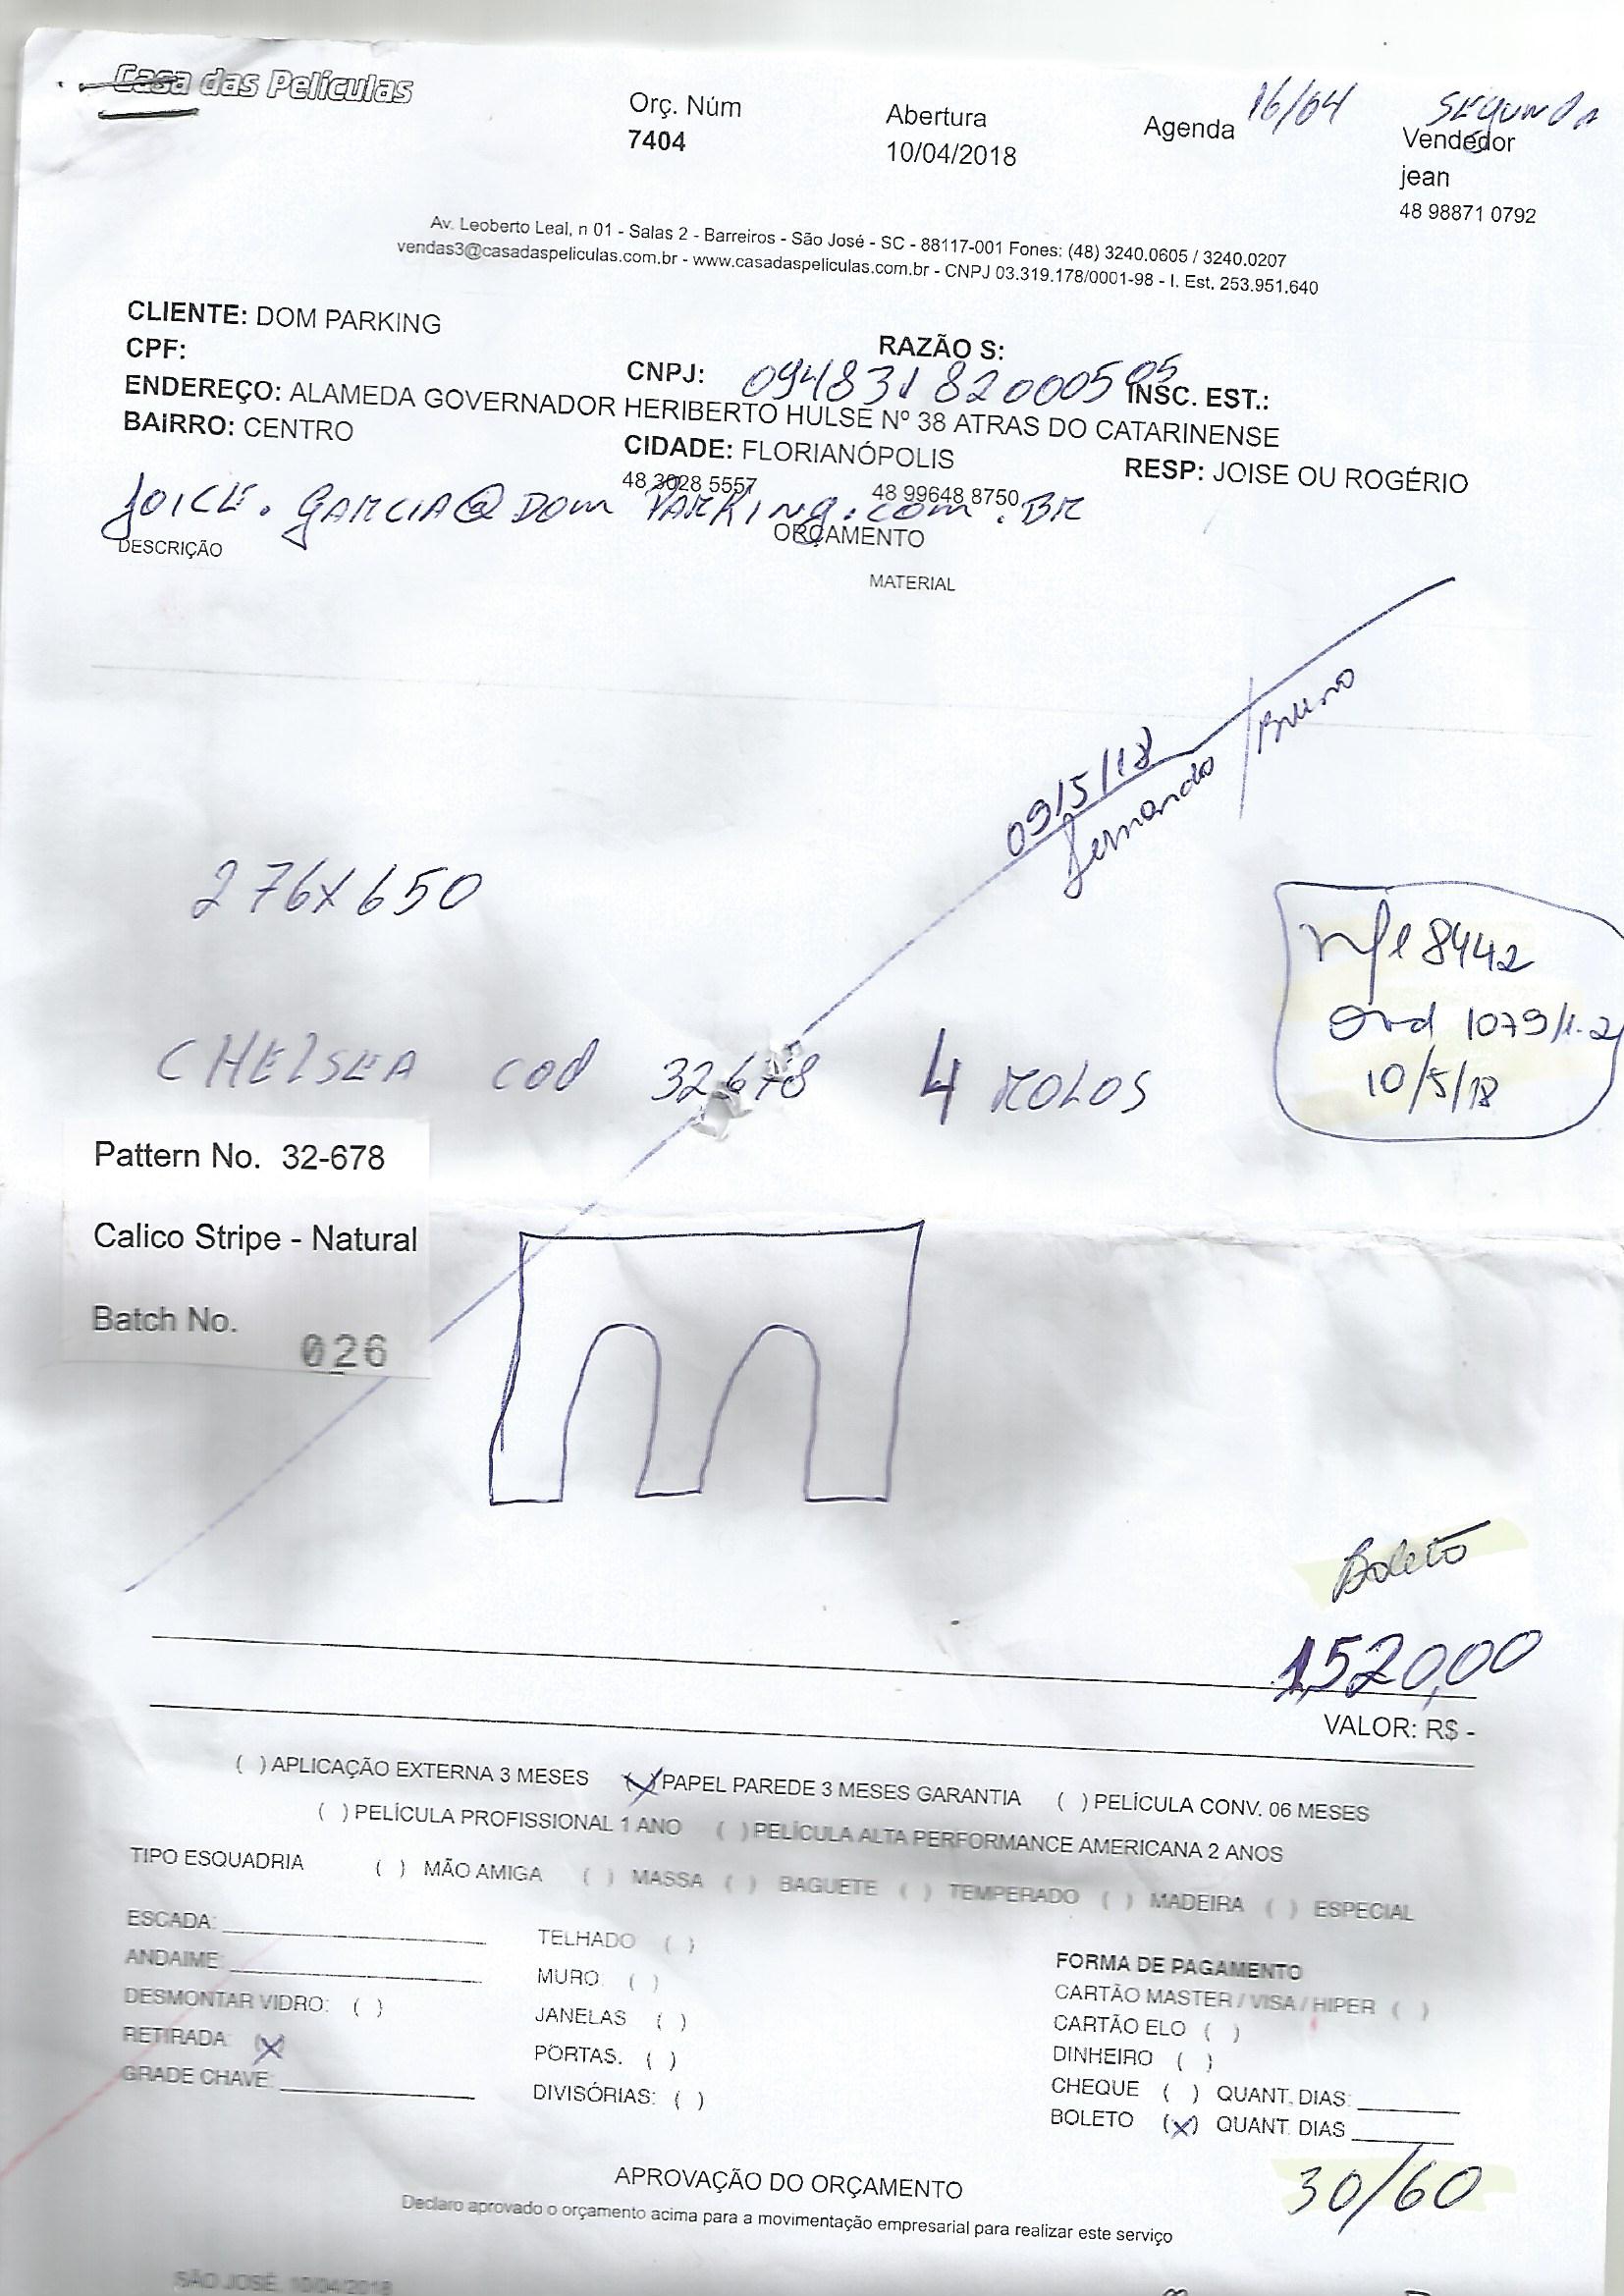 Casa das Películas
Orç. Núm
7404
Abertura
10/04/2018
Agenda 16/04 SEGUNDA
Vendedor
jean
48 98871 0792
Av. Leoberto Leal, n 01 - Salas 2 - Barreiros - São José - SC - 88117-001 Fones: (48) 3240.0605 / 3240.0207
vendas3@casadaspeliculas.com.br - www.casadaspeliculas.com.br - CNPJ 03.319.178/0001-98 - I. Est. 253.951.640
CLIENTE: DOM PARKING
RAZÃO S:
CPF:
CNPJ: 09483182000505 INSC. EST.:
ENDEREÇO: ALAMEDA GOVERNADOR HERIBERTO HULSE Nº 38 ATRAS DO CATARINENSE
BAIRRO: CENTRO
CIDADE: FLORIANÓPOLIS
RESP: JOISE OU ROGÉRIO
48 3028 5557 48 99648 8750
JOICE.GARCIA@DOMPARKING.COM.BR
DESCRIÇÃO
ORÇAMENTO
MATERIAL
09/5/18
Fernando / Bruno
276X650
nfe 8442
ord 1079/1-2
10/5/18
CHELSEA cod 32678 4 ROLOS
Pattern No. 32-678
Calico Stripe - Natural
Batch No. 026
Boleto
1520,00
VALOR: R$ -
( ) APLICAÇÃO EXTERNA 3 MESES (X) PAPEL PAREDE 3 MESES GARANTIA ( ) PELÍCULA CONV. 06 MESES
( ) PELÍCULA PROFISSIONAL 1 ANO ( ) PELÍCULA ALTA PERFORMANCE AMERICANA 2 ANOS
TIPO ESQUADRIA ( ) MÃO AMIGA ( ) MASSA ( ) BAGUETE ( ) TEMPERADO ( ) MADEIRA ( ) ESPECIAL
ESCADA:
ANDAIME:
DESMONTAR VIDRO: ( )
RETIRADA: (X)
GRADE CHAVE:
TELHADO ( )
MURO: ( )
JANELAS ( )
PORTAS. ( )
DIVISÓRIAS: ( )
FORMA DE PAGAMENTO
CARTÃO MASTER / VISA / HIPER ( )
CARTÃO ELO ( )
DINHEIRO ( )
CHEQUE ( ) QUANT. DIAS:
BOLETO (X) QUANT. DIAS
30/60
APROVAÇÃO DO ORÇAMENTO
Declaro aprovado o orçamento acima para a movimentação empresarial para realizar este serviço
SÃO JOSÉ, 10/04/2018